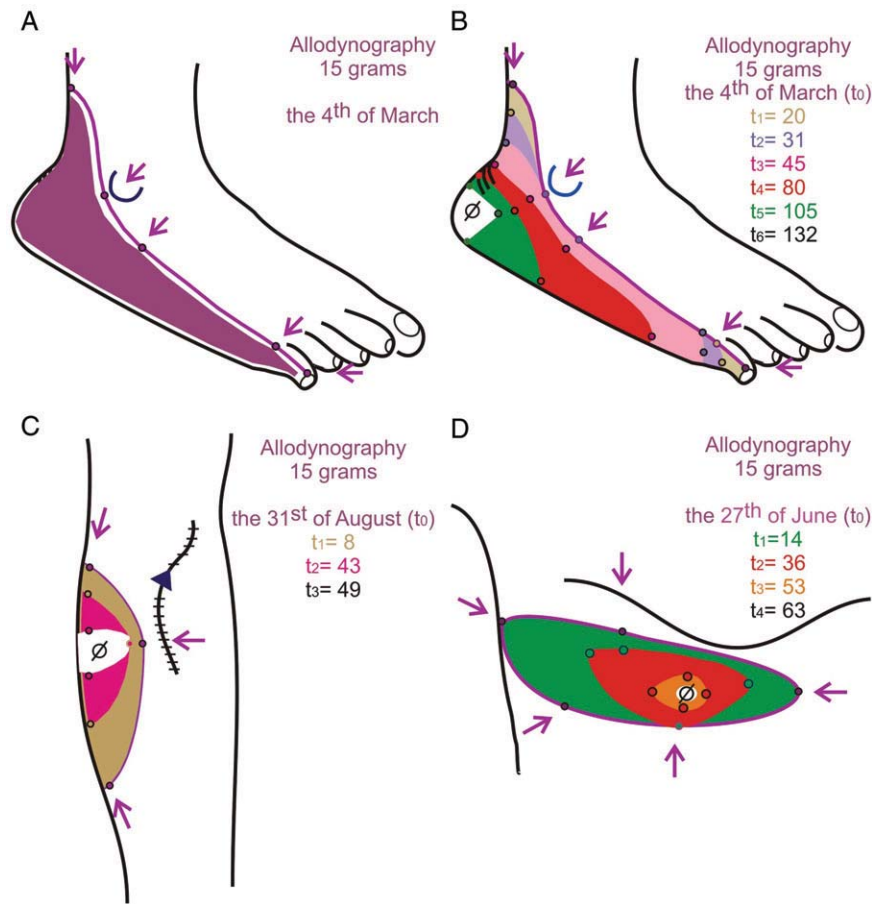 A
Allodynography
15 grams
the 4th of March
B
Allodynography
15 grams
the 4th of March (t0)
t1= 20
t2= 31
t3= 45
t4= 80
t5= 105
t6= 132
Ø
C
Allodynography
15 grams
the 31st of August (t0)
t1= 8
t2= 43
t3= 49
Ø
D
Allodynography
15 grams
the 27th of June (t0)
t1=14
t2= 36
t3= 53
t4= 63
Ø